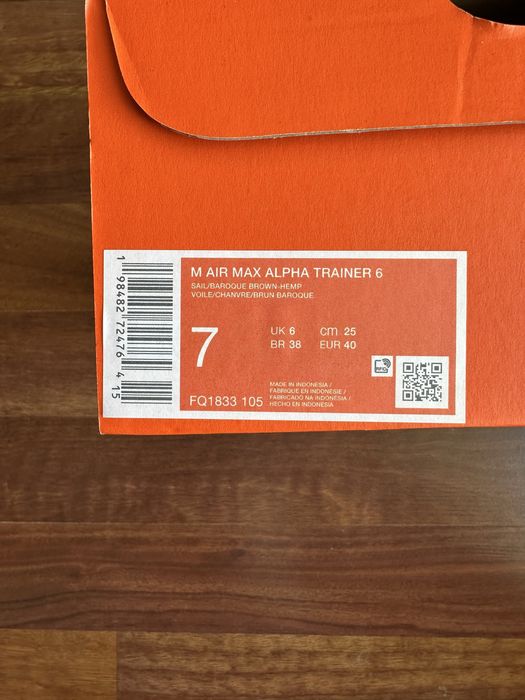 M AIR MAX ALPHA TRAINER 6
SAIL/BAROQUE BROWN-HEMP
VOILE/CHANVRE/BRUN BAROQUE
7
UK 6 cm 25
BR 38 EUR 40
FQ1833 105
MADE IN INDONESIA /
FABRIQUE EN INDONESIE /
FABRICADO NA INDONÉSIA /
HECHO EN INDONESIA
1 98482 72476 4 15